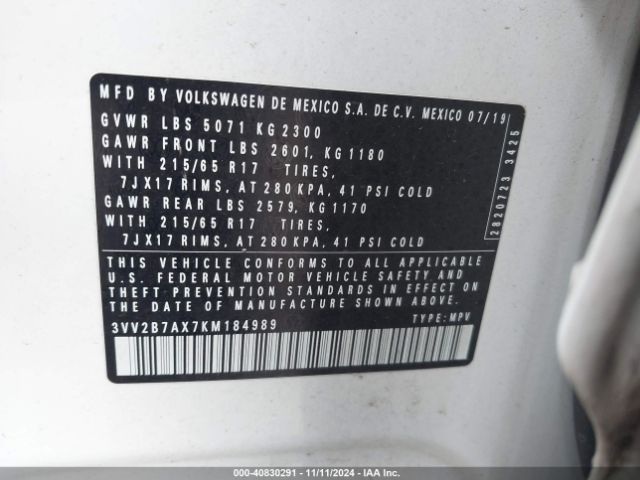 MFD BY VOLKSWAGEN DE MEXICO S.A. DE C.V. MEXICO 07/19
GVWR LBS 5071 KG 2300
GAWR FRONT LBS 2601, KG 1180
WITH 215/65 R17 TIRES,
7JX17 RIMS, AT 280 KPA, 41 PSI COLD
GAWR REAR LBS 2579, KG 1170
WITH 215/65 R17 TIRES,
7JX17 RIMS, AT 280 KPA, 41 PSI COLD
2820723 3425
THIS VEHICLE CONFORMS TO ALL APPLICABLE
U.S. FEDERAL MOTOR VEHICLE SAFETY AND
THEFT PREVENTION STANDARDS IN EFFECT ON
THE DATE OF MANUFACTURE SHOWN ABOVE.
3VV2B7AX7KM184989 TYPE: MPV
000-40830291 - 11/11/2024 - IAAI.com